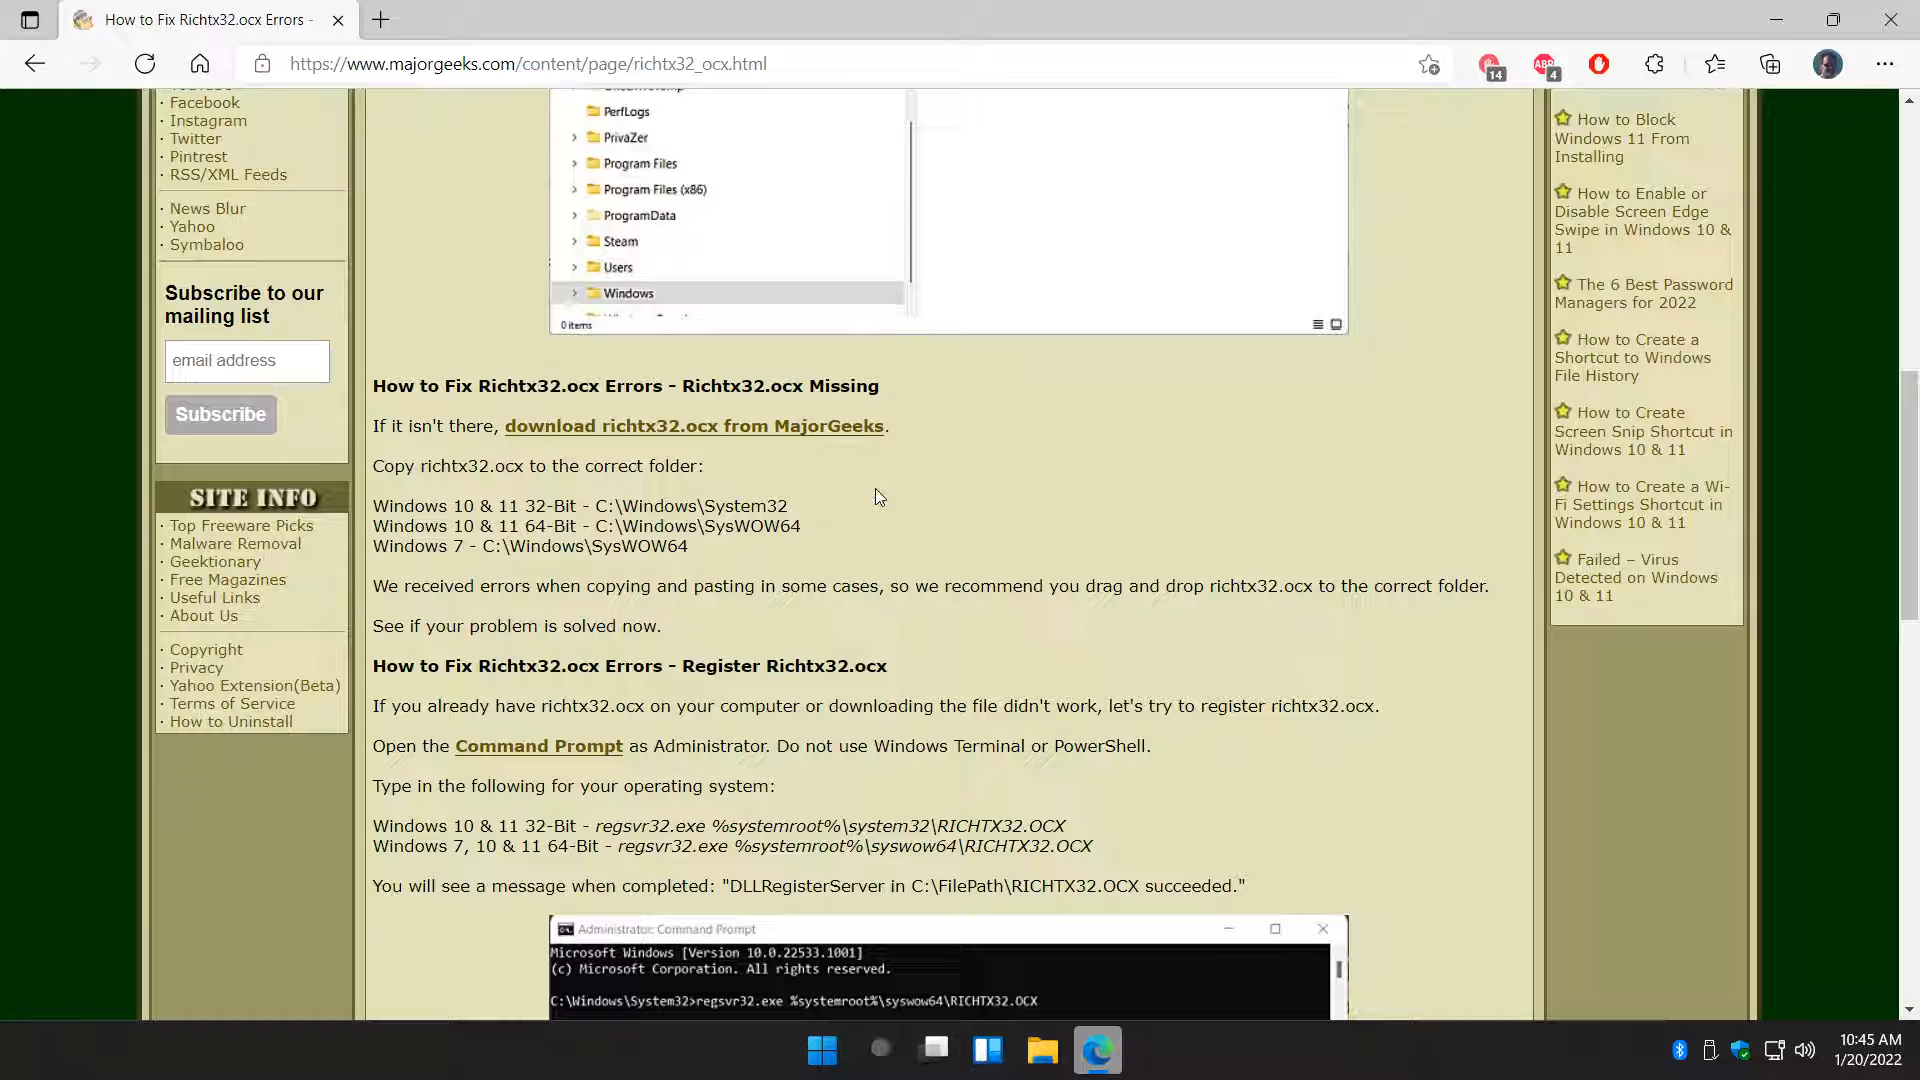 How to Fix Richtx32.ocx Errors -
https://www.majorgeeks.com/content/page/richtx32_ocx.html
14
ABP
4
· Facebook
· Instagram
· Twitter
· Pintrest
· RSS/XML Feeds
· News Blur
· Yahoo
· Symbaloo
Subscribe to our
mailing list
email address
Subscribe
SITE INFO
· Top Freeware Picks
· Malware Removal
· Geektionary
· Free Magazines
· Useful Links
· About Us
· Copyright
· Privacy
· Yahoo Extension(Beta)
· Terms of Service
· How to Uninstall
PerfLogs
PrivaZer
Program Files
Program Files (x86)
ProgramData
Steam
Users
Windows
0 items
How to Fix Richtx32.ocx Errors - Richtx32.ocx Missing
If it isn't there, download richtx32.ocx from MajorGeeks.
Copy richtx32.ocx to the correct folder:
Windows 10 & 11 32-Bit - C:\Windows\System32
Windows 10 & 11 64-Bit - C:\Windows\SysWOW64
Windows 7 - C:\Windows\SysWOW64
We received errors when copying and pasting in some cases, so we recommend you drag and drop richtx32.ocx to the correct folder.
See if your problem is solved now.
How to Fix Richtx32.ocx Errors - Register Richtx32.ocx
If you already have richtx32.ocx on your computer or downloading the file didn't work, let's try to register richtx32.ocx.
Open the Command Prompt as Administrator. Do not use Windows Terminal or PowerShell.
Type in the following for your operating system:
Windows 10 & 11 32-Bit - regsvr32.exe %systemroot%\system32\RICHTX32.OCX
Windows 7, 10 & 11 64-Bit - regsvr32.exe %systemroot%\syswow64\RICHTX32.OCX
You will see a message when completed: "DLLRegisterServer in C:\FilePath\RICHTX32.OCX succeeded."
Administrator: Command Prompt
Microsoft Windows [Version 10.0.22533.1001]
(c) Microsoft Corporation. All rights reserved.
C:\Windows\System32>regsvr32.exe %systemroot%\syswow64\RICHTX32.OCX
How to Block
Windows 11 From
Installing
How to Enable or
Disable Screen Edge
Swipe in Windows 10 &
11
The 6 Best Password
Managers for 2022
How to Create a
Shortcut to Windows
File History
How to Create
Screen Snip Shortcut in
Windows 10 & 11
How to Create a Wi-
Fi Settings Shortcut in
Windows 10 & 11
Failed – Virus
Detected on Windows
10 & 11
10:45 AM
1/20/2022